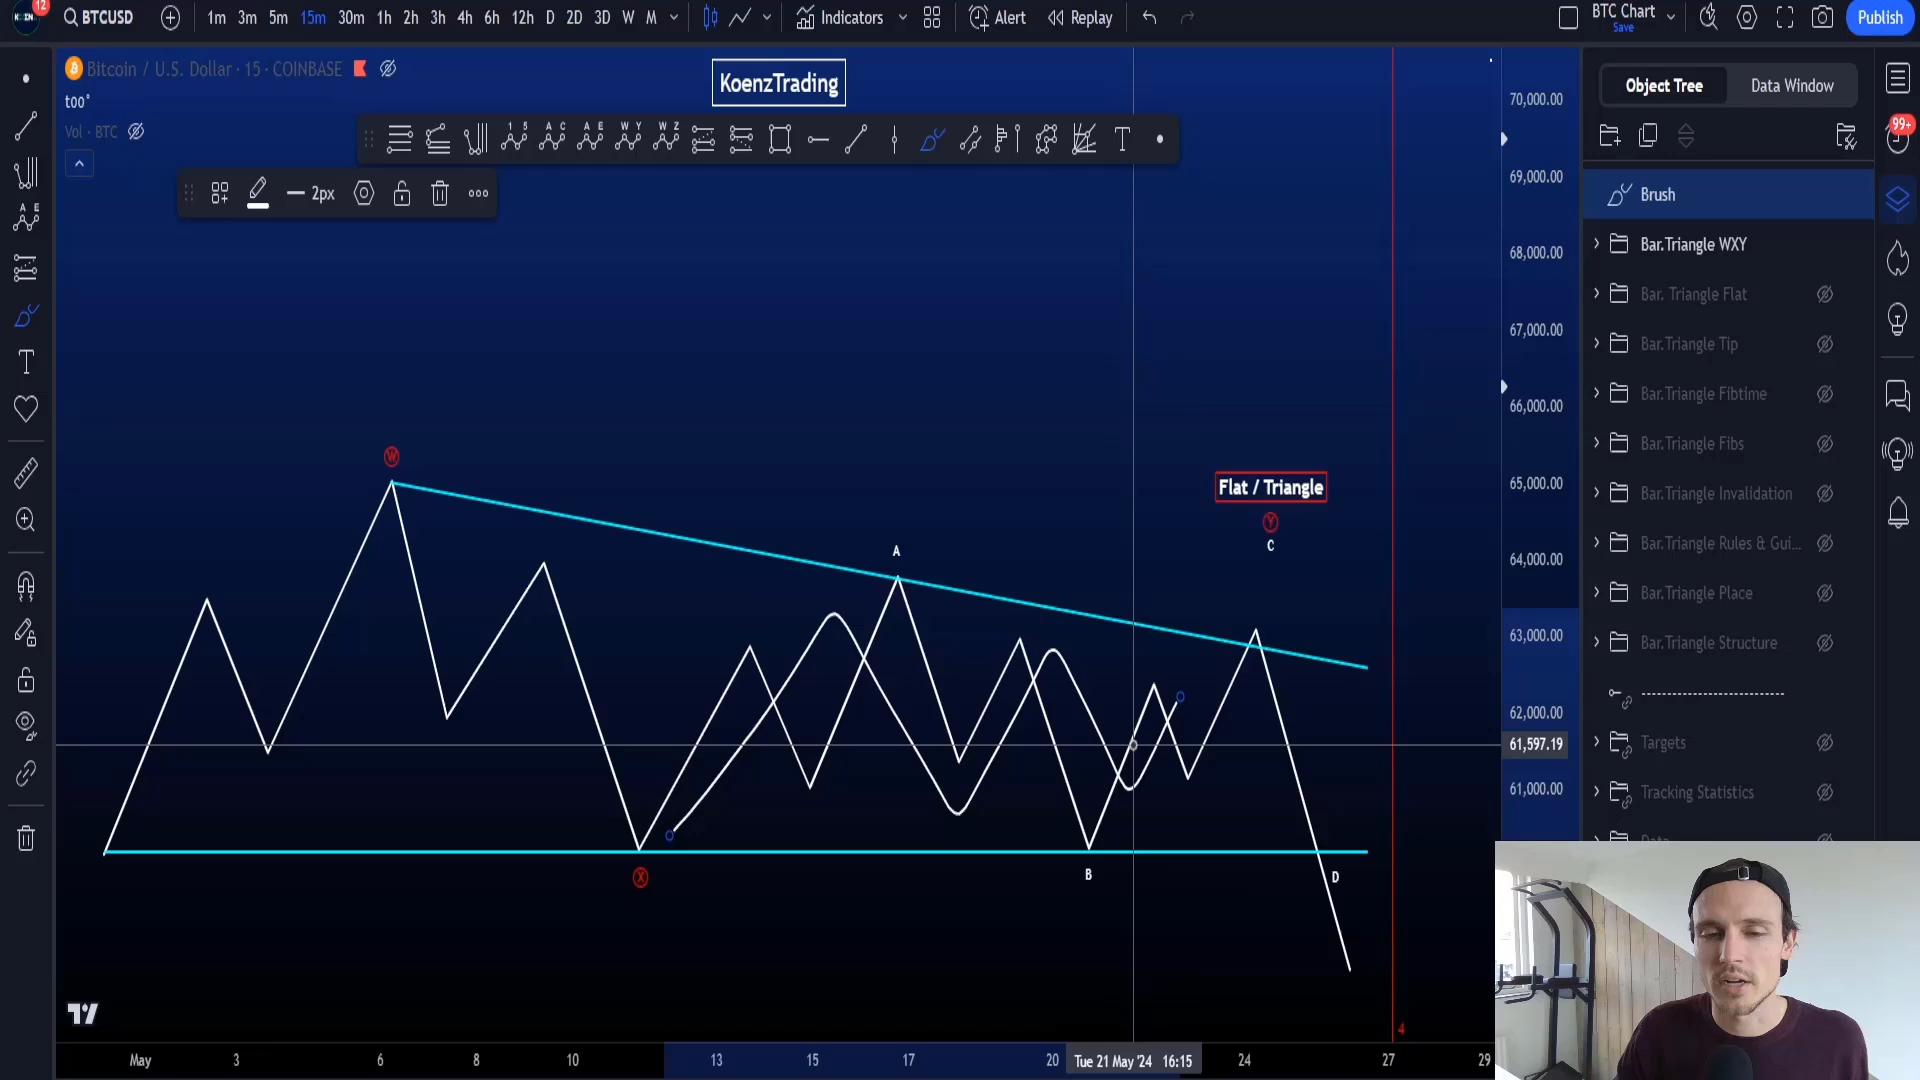 12
BTCUSD
1m 3m 5m 15m 30m 1h 2h 3h 4h 6h 12h D 2D 3D W M
Indicators
Alert
Replay
BTC Chart
Save
Publish
Bitcoin / U.S. Dollar · 15 · COINBASE
too°
Vol · BTC
KoenzTrading
1 5
A C
A E
W Y
W Z
T
2px
A E
T
W
A
Flat / Triangle
Y
C
X
B
D
4
70,000.00
69,000.00
68,000.00
67,000.00
66,000.00
65,000.00
64,000.00
63,000.00
62,000.00
61,597.19
61,000.00
May 3 6 8 10 13 15 17 20 Tue 21 May '24 16:15 24 27 29
Object Tree
Data Window
99+
Brush
Bar.Triangle WXY
Bar. Triangle Flat
Bar.Triangle Tip
Bar.Triangle Fibtime
Bar.Triangle Fibs
Bar.Triangle Invalidation
Bar.Triangle Rules & Gui...
Bar.Triangle Place
Bar.Triangle Structure
----------------------
Targets
Tracking Statistics